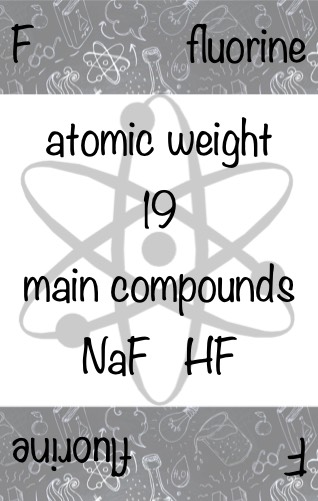 F fluorine
atomic weight
19
main compounds
NaF HF
F fluorine